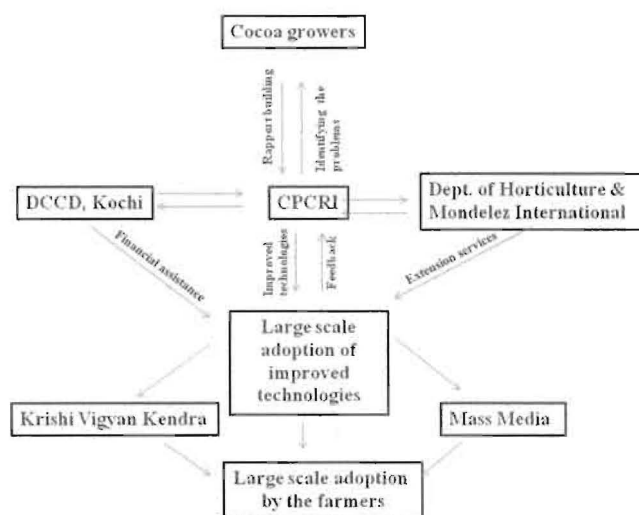 Cocoa growers
Rapport building
Identifying the
problems
DCCD, Kochi
CPCRI
Dept. of Horticulture &
Mondelez International
Financial assistance
Improved
technologies
Feedback
Extension services
Large scale
adoption of
improved
technologies
Krishi Vigyan Kendra
Mass Media
Large scale adoption
by the farmers